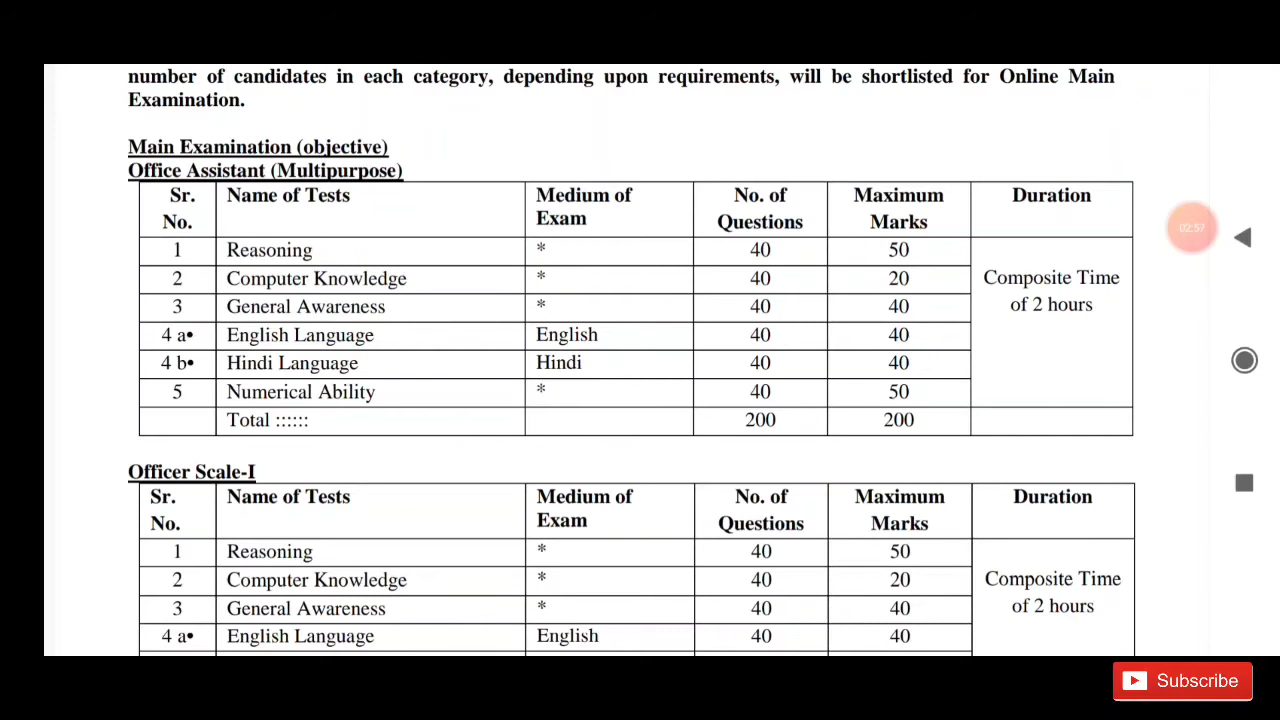 number of candidates in each category, depending upon requirements, will be shortlisted for Online Main
Examination.
Main Examination (objective)
Office Assistant (Multipurpose)
Sr. No. Name of Tests Medium of Exam No. of Questions Maximum Marks Duration
1 Reasoning * 40 50 Composite Time of 2 hours
2 Computer Knowledge * 40 20
3 General Awareness * 40 40
4 a• English Language English 40 40
4 b• Hindi Language Hindi 40 40
5 Numerical Ability * 40 50
Total :::::: 200 200
Officer Scale-I
Sr. No. Name of Tests Medium of Exam No. of Questions Maximum Marks Duration
1 Reasoning * 40 50 Composite Time of 2 hours
2 Computer Knowledge * 40 20
3 General Awareness * 40 40
4 a• English Language English 40 40
02:57
Subscribe